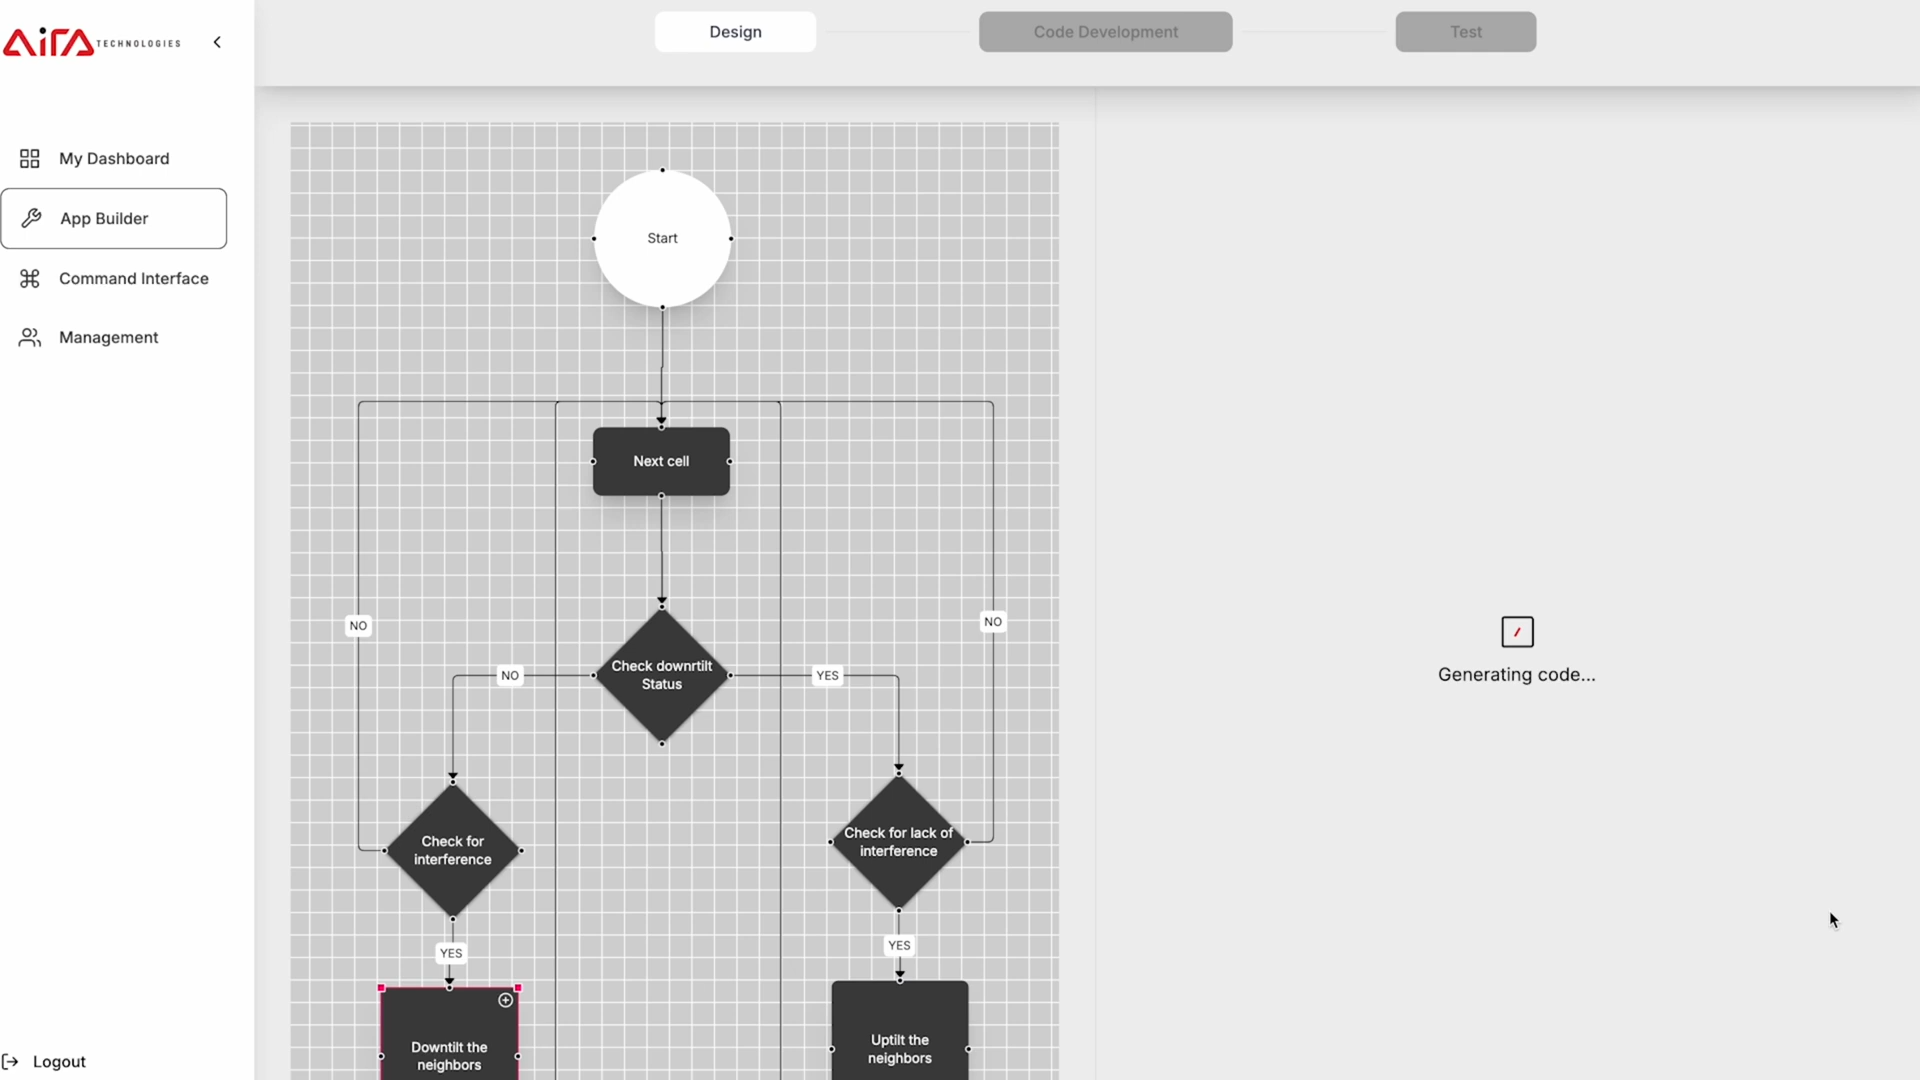 AirA TECHNOLOGIES
Design
Code Development
Test
My Dashboard
App Builder
Command Interface
Management
Logout
Start
Next cell
NO
NO
Check downrtilt
Status
NO
YES
Check for
interference
Check for lack of
interference
YES
YES
Downtilt the
neighbors
Uptilt the
neighbors
Generating code...